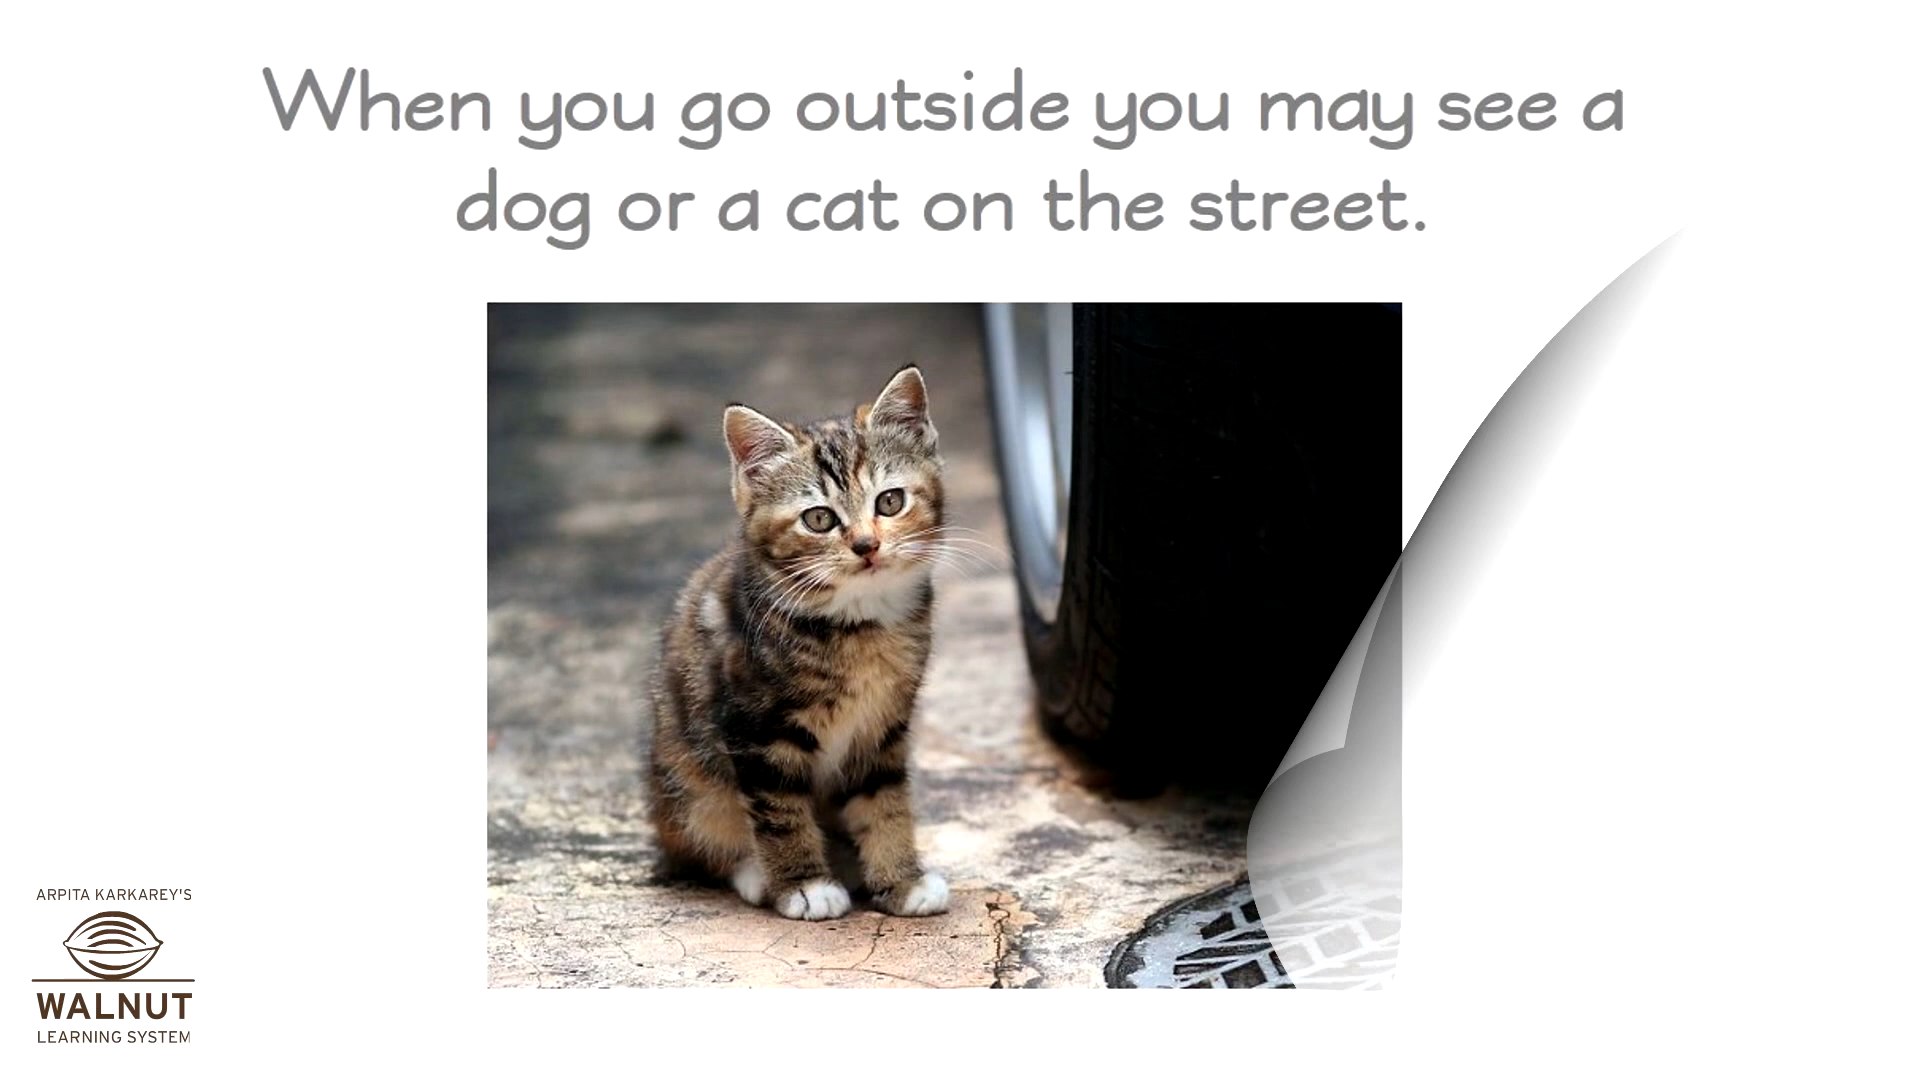 When you go outside you may see a
dog or a cat on the street.
ARPITA KARKAREY'S
WALNUT
LEARNING SYSTEM